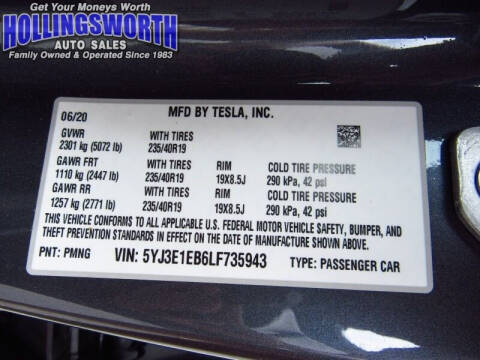 Get Your Moneys Worth
HOLLINGSWORTH
AUTO SALES
Family Owned & Operated Since 1983
06/20 MFD BY TESLA, INC.
GVWR WITH TIRES
2301 kg (5072 lb) 235/40R19
GAWR FRT WITH TIRES RIM COLD TIRE PRESSURE
1110 kg (2447 lb) 235/40R19 19X8.5J 290 kPa, 42 psi
GAWR RR WITH TIRES RIM COLD TIRE PRESSURE
1257 kg (2771 lb) 235/40R19 19X8.5J 290 kPa, 42 psi
THIS VEHICLE CONFORMS TO ALL APPLICABLE U.S. FEDERAL MOTOR VEHICLE SAFETY, BUMPER, AND
THEFT PREVENTION STANDARDS IN EFFECT ON THE DATE OF MANUFACTURE SHOWN ABOVE.
PNT: PMNG VIN: 5YJ3E1EB6LF735943 TYPE: PASSENGER CAR